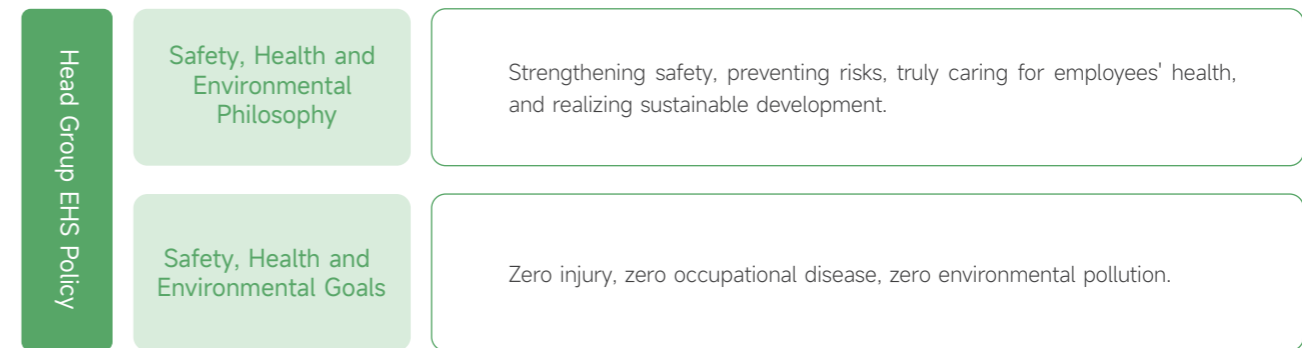 Head Group EHS Policy
Safety, Health and
Environmental
Philosophy
Strengthening safety, preventing risks, truly caring for employees' health,
and realizing sustainable development.
Safety, Health and
Environmental Goals
Zero injury, zero occupational disease, zero environmental pollution.